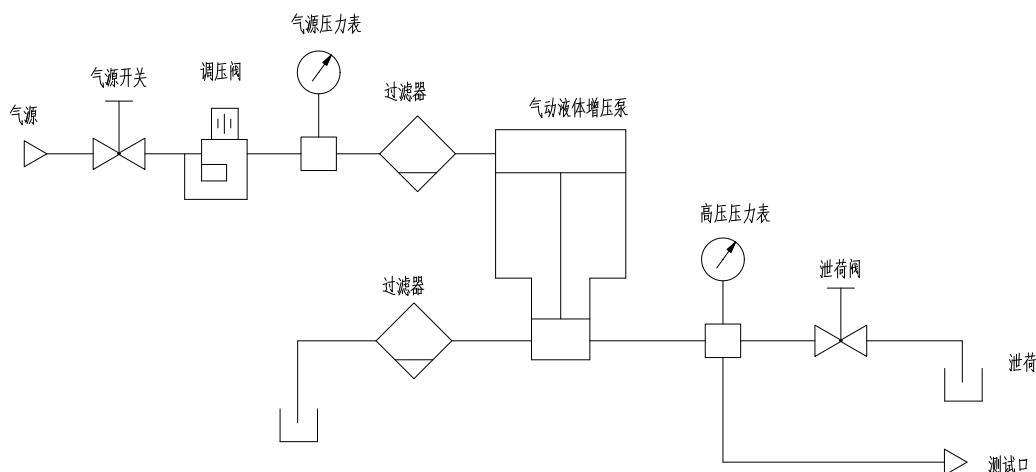 气源压力表
气源开关
调压阀
过滤器
气动液体增压泵
气源
高压压力表
泄荷阀
过滤器
泄荷
测试口